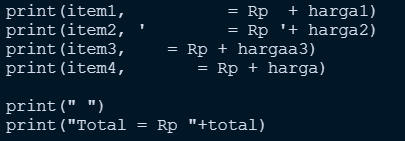 print(item1,          = Rp  + harga1)
print(item2, '        = Rp '+ harga2)
print(item3,    = Rp + hargaa3)
print(item4,       = Rp + harga)

print(" ")
print("Total = Rp "+total)